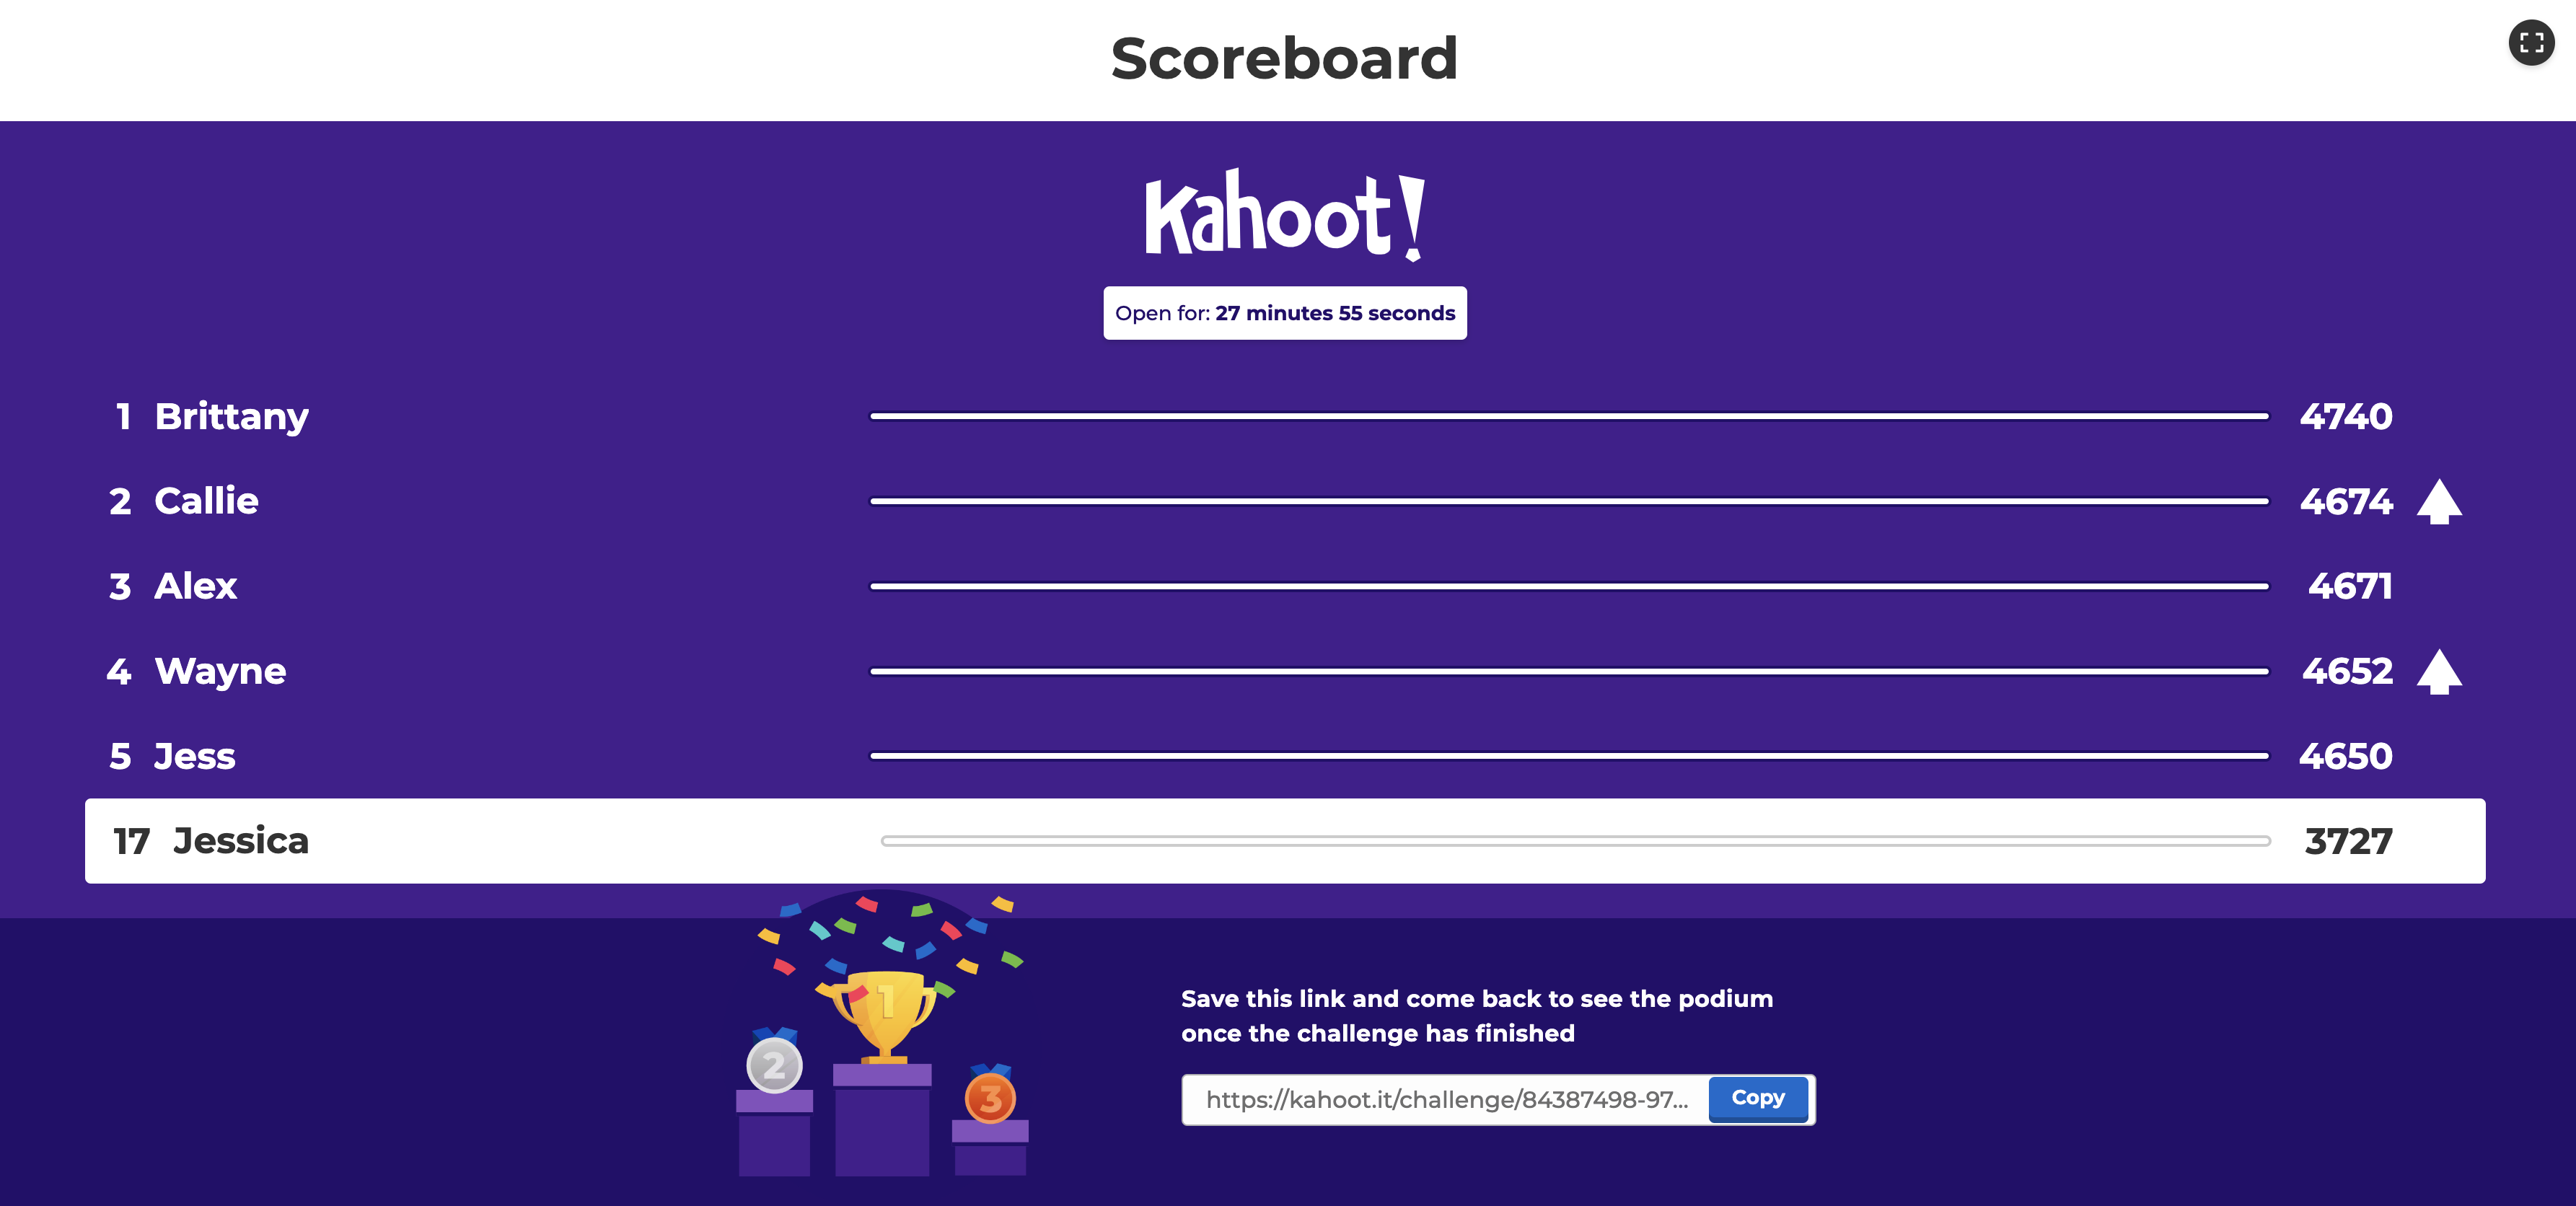 Scoreboard
Kahoot!
Open for: 27 minutes 55 seconds
1 Brittany 4740
2 Callie 4674
3 Alex 4671
4 Wayne 4652
5 Jess 4650
17 Jessica 3727
1
2
3
Save this link and come back to see the podium
once the challenge has finished
https://kahoot.it/challenge/84387498-97... Copy